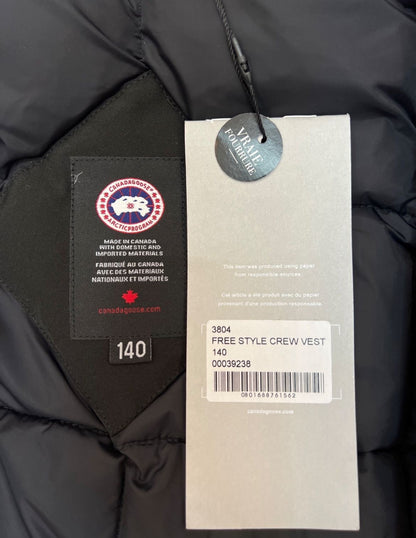 VRAIE
FOURRURE
CANADA GOOSE
ARCTIC PROGRAM
MADE IN CANADA
WITH DOMESTIC AND
IMPORTED MATERIALS
FABRIQUÉ AU CANADA
AVEC DES MATERIAUX
NATIONAUX ET IMPORTÉS
canadagoose.com
140
This item was produced using paper
from responsible sources.
Cet article a été produit avec du papier
provenant d'une production responsable.
3804
FREE STYLE CREW VEST
140
00039238
0801688761562
canadagoose.com